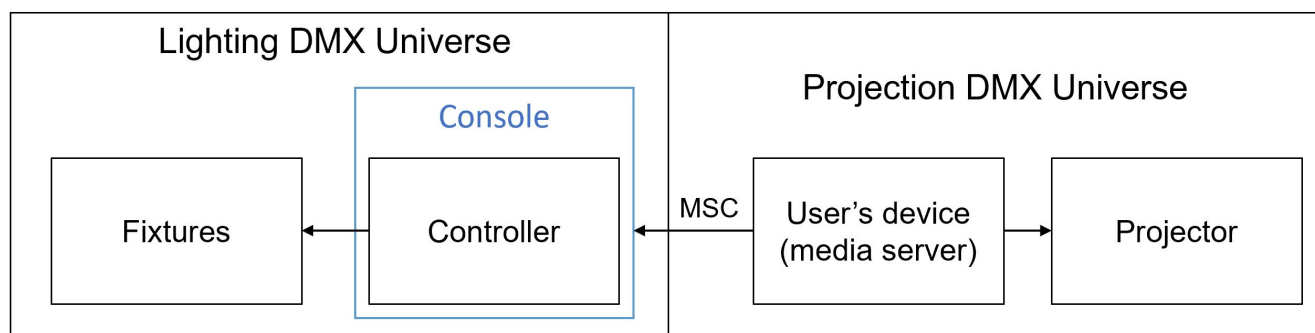 Lighting DMX Universe
Projection DMX Universe
Console
Fixtures
Controller
MSC
User’s device
(media server)
Projector